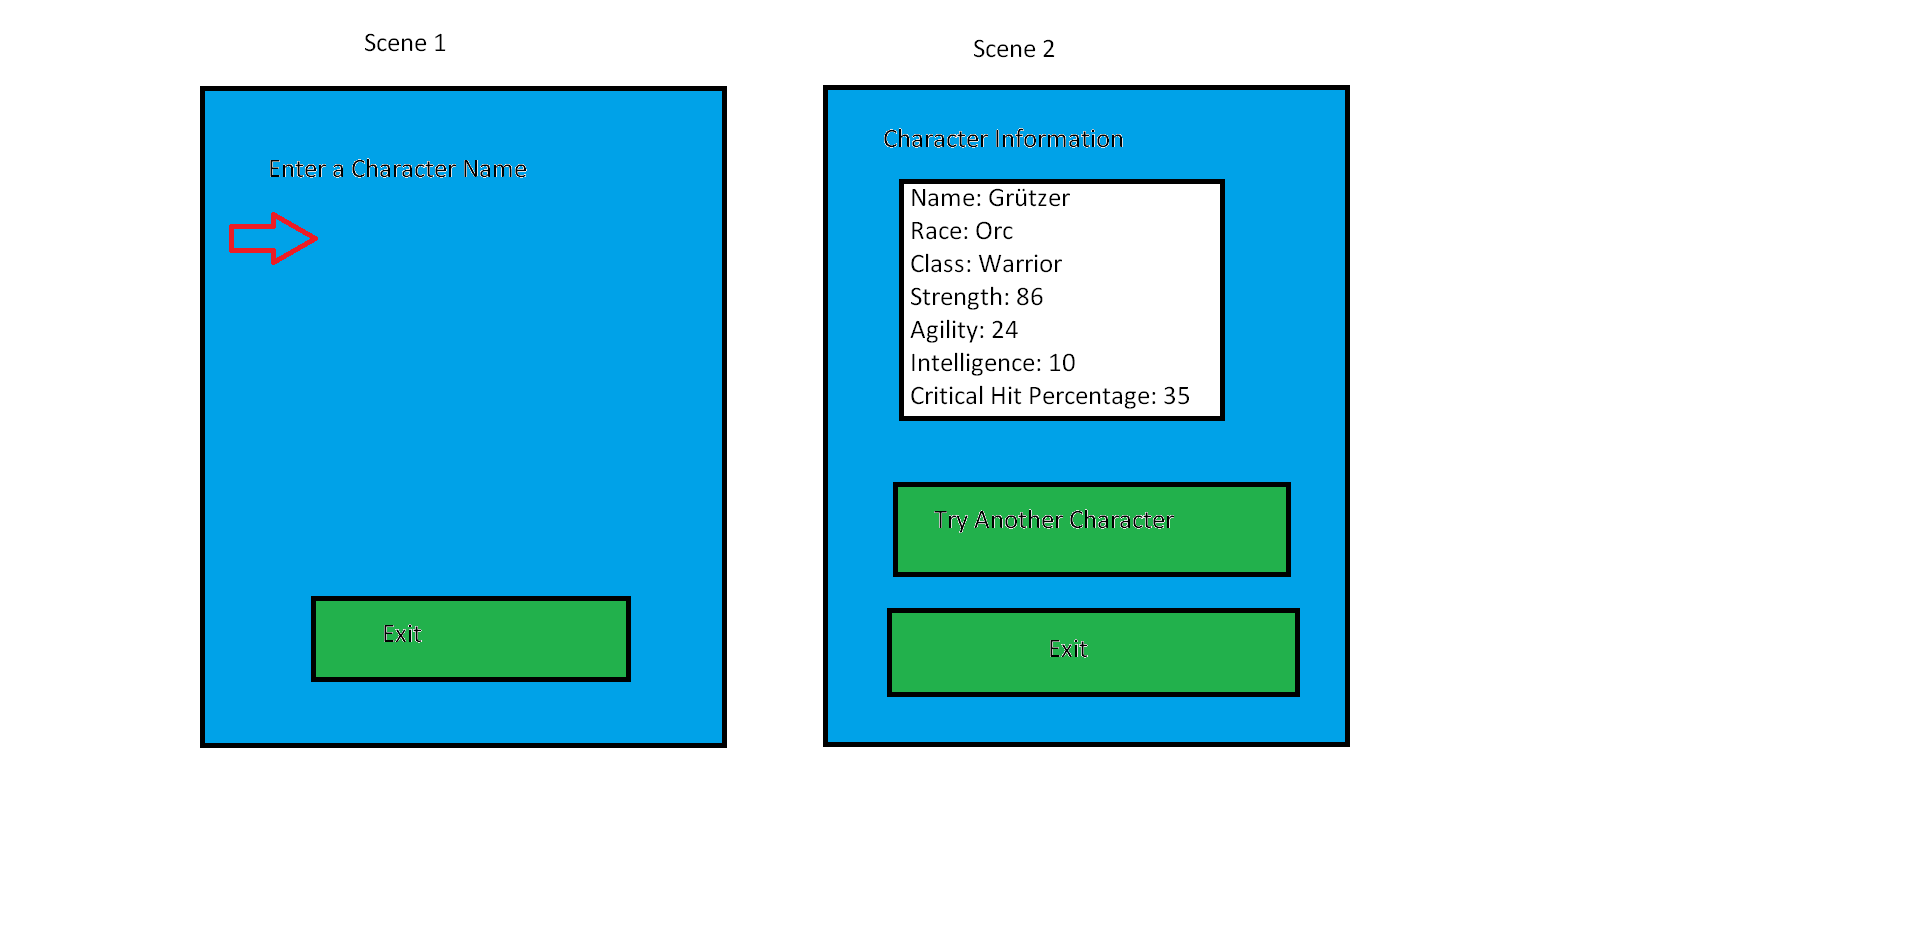 Scene 1
Enter a Character Name
Exit
Scene 2
Character Information
Name: Grützer
Race: Orc
Class: Warrior
Strength: 86
Agility: 24
Intelligence: 10
Critical Hit Percentage: 35
Try Another Character
Exit